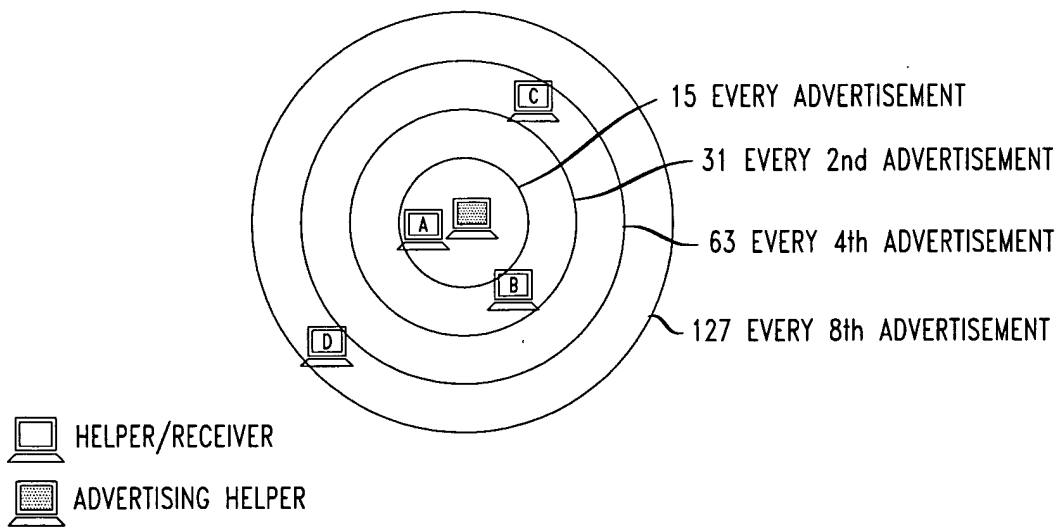 C
15 EVERY ADVERTISEMENT
31 EVERY 2nd ADVERTISEMENT
A
63 EVERY 4th ADVERTISEMENT
B
127 EVERY 8th ADVERTISEMENT
D
HELPER/RECEIVER
ADVERTISING HELPER